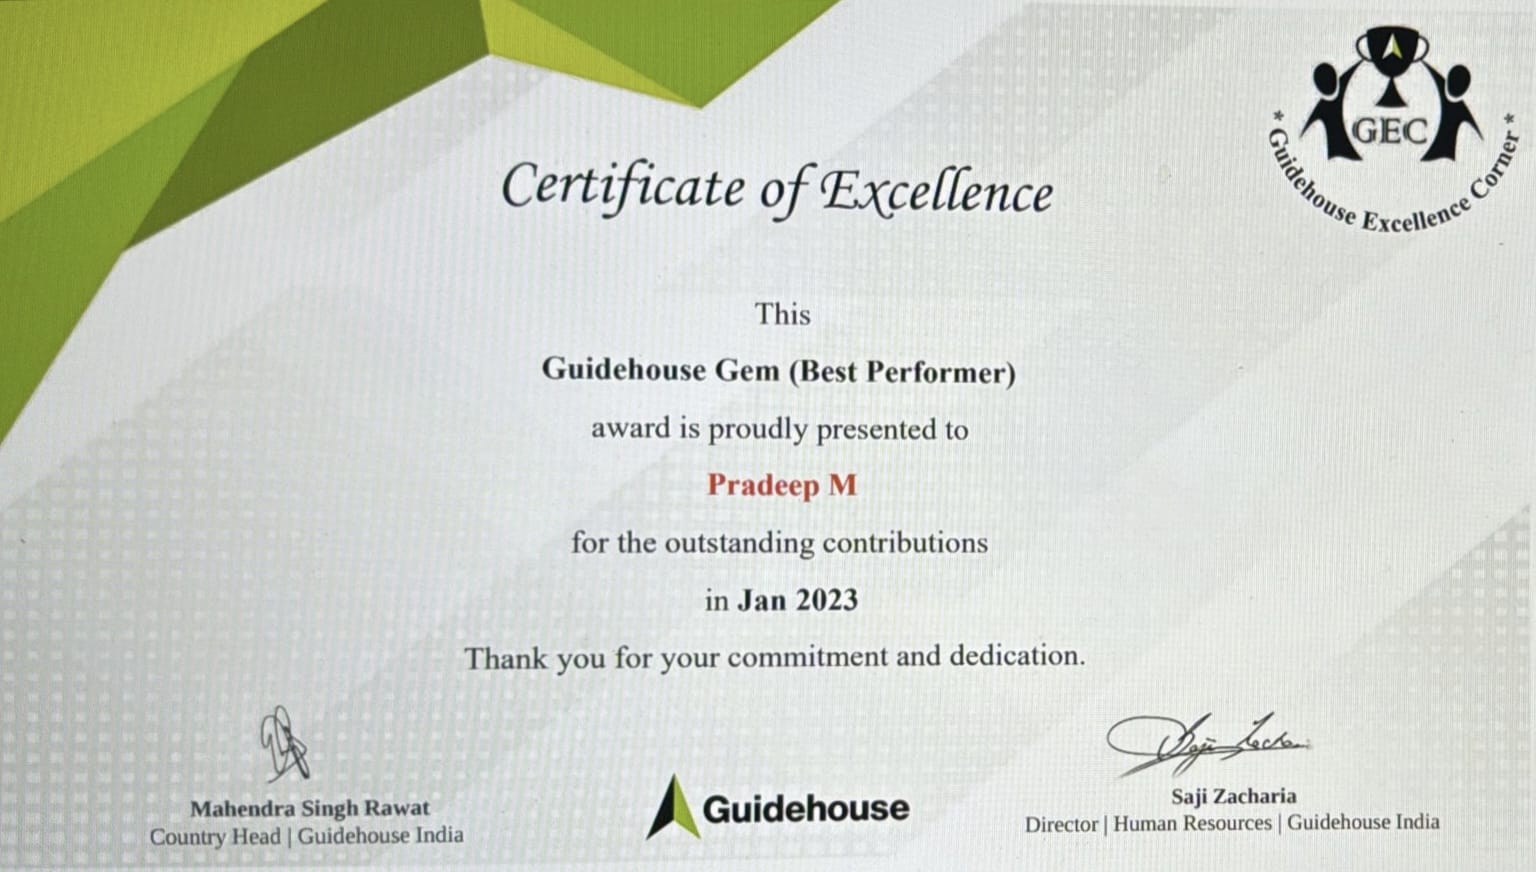 GEC
* Guidehouse Excellence Corner *
Certificate of Excellence
This
Guidehouse Gem (Best Performer)
award is proudly presented to
Pradeep M
for the outstanding contributions
in Jan 2023
Thank you for your commitment and dedication.
Mahendra Singh Rawat
Country Head | Guidehouse India
Guidehouse
Saji Zacharia
Director | Human Resources | Guidehouse India